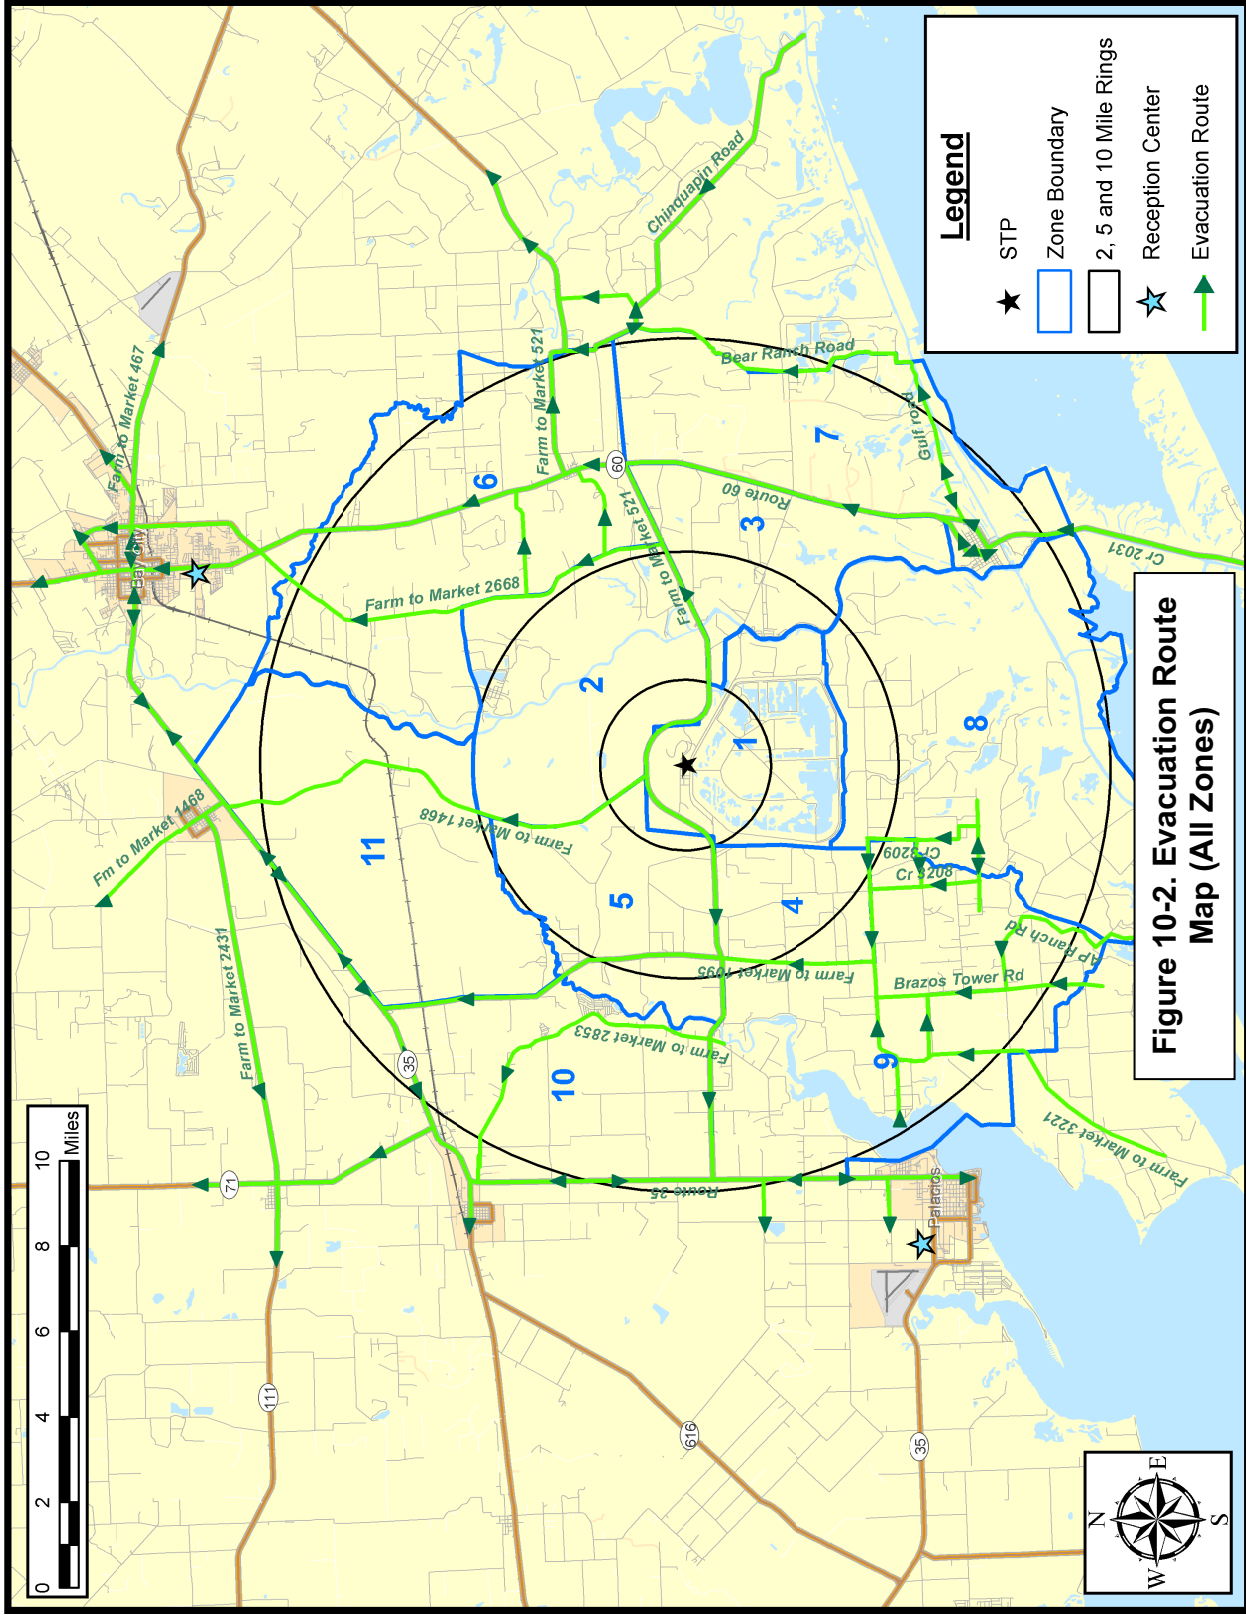 Figure 10-2. Evacuation Route
Map (All Zones)
Legend
STP
Zone Boundary
2, 5 and 10 Mile Rings
Reception Center
Evacuation Route
0
2
4
6
8
10
Miles
N
W
E
S
Bay City
Palacios
Farm to Market 467
Fm to Market 1468
Farm to Market 2431
Farm to Market 2668
Farm to Market 521
Farm to Market 521
Farm to Market 1468
Farm to Market 1095
Farm to Market 2853
Farm to Market 3221
Chinquapin Road
Bear Ranch Road
Gulf road
Route 60
Cr 2031
Route 35
Cr 3209
Cr 3208
AP Ranch Rd
Brazos Tower Rd
60
35
71
111
616
35
1
2
3
4
5
6
7
8
9
10
11